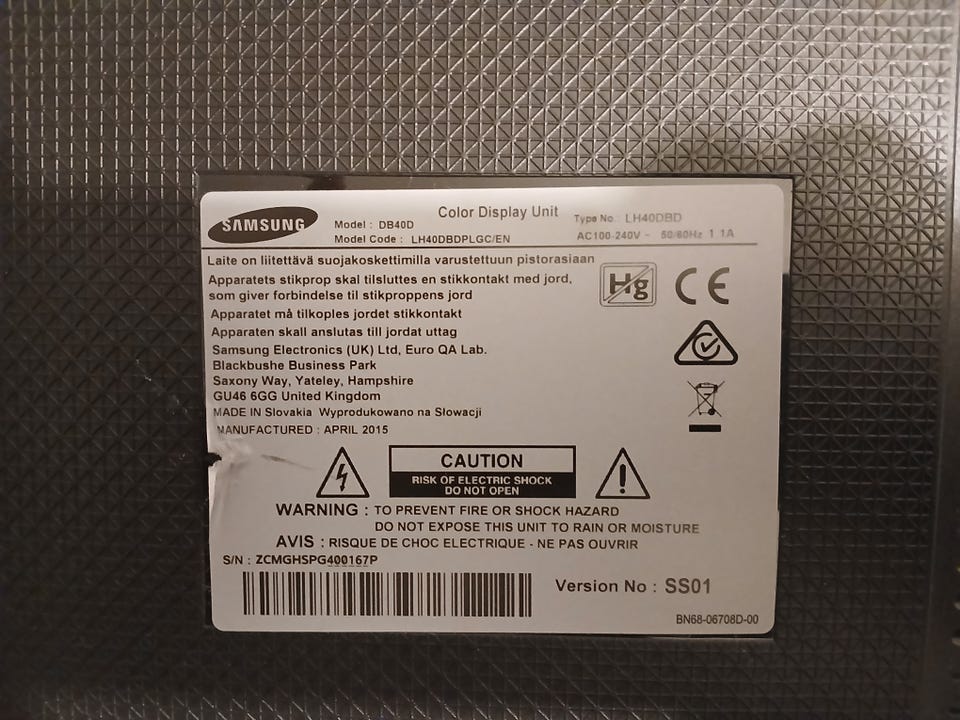 SAMSUNG
Color Display Unit
Model : DB40D
Type No. LH40DBD
Model Code : LH40DBDPLGC/EN
AC100-240V ~ 50/60Hz 1.1A
Laite on liitettävä suojakoskettimilla varustettuun pistorasiaan
Apparatets stikprop skal tilsluttes en stikkontakt med jord,
som giver forbindelse til stikproppens jord
Apparatet må tilkoples jordet stikkontakt
Apparaten skall anslutas till jordat uttag
Hg
CE
Samsung Electronics (UK) Ltd, Euro QA Lab.
Blackbushe Business Park
Saxony Way, Yateley, Hampshire
GU46 6GG United Kingdom
MADE IN Slovakia Wyprodukowano na Słowacji
MANUFACTURED : APRIL 2015
CAUTION
RISK OF ELECTRIC SHOCK
DO NOT OPEN
WARNING : TO PREVENT FIRE OR SHOCK HAZARD
DO NOT EXPOSE THIS UNIT TO RAIN OR MOISTURE
AVIS : RISQUE DE CHOC ELECTRIQUE - NE PAS OUVRIR
S/N : ZCMGHSPG400167P
Version No : SS01
BN68-06708D-00